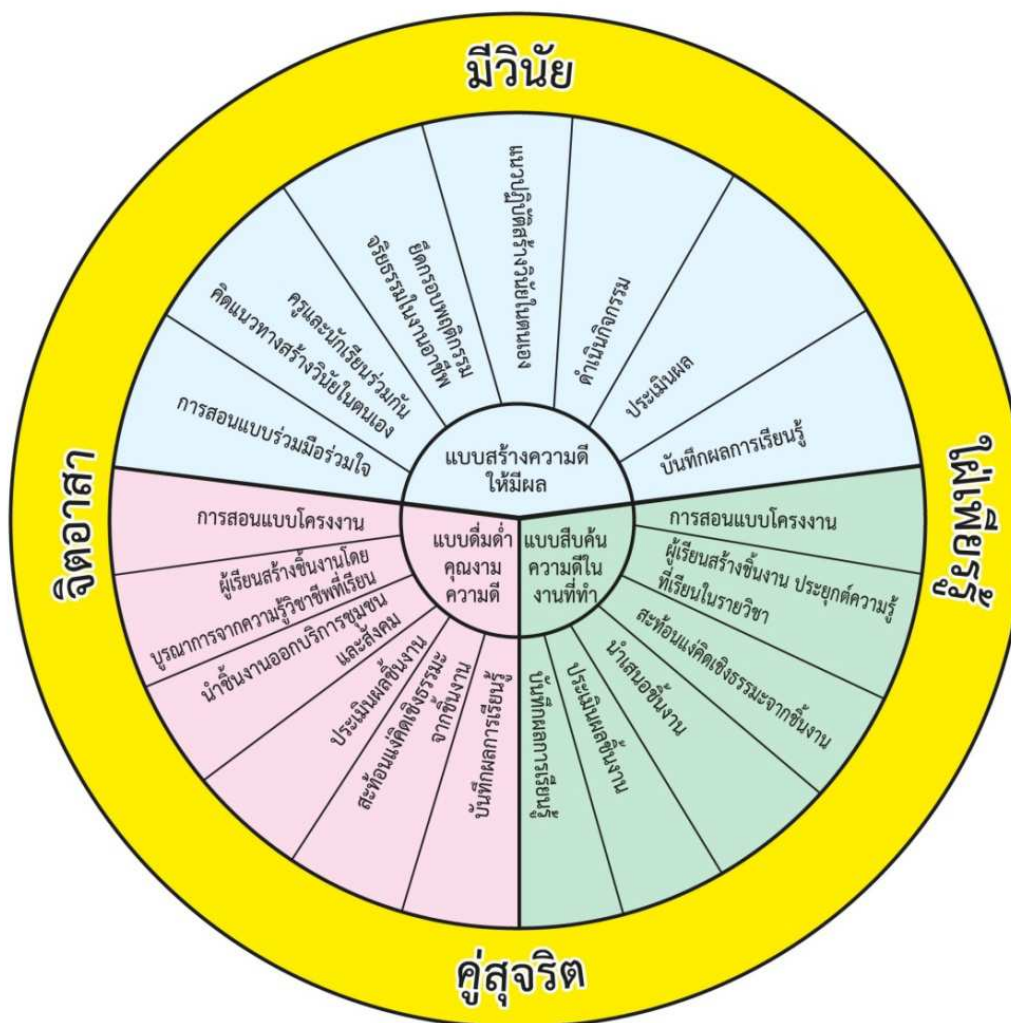 มีวินัย
ใฝ่เพียรรู้
คู่สุจริต
จิตอาสา
แบบสร้างความดี
ให้มีผล
การสอนแบบร่วมมือร่วมใจ
ครูและนักเรียนร่วมกัน
คิดแนวทางสร้างวินัยในตนเอง
ยึดกรอบพฤติกรรม
จริยธรรมในงานอาชีพ
แนวปฏิบัติสร้างวินัยในตนเอง
ดำเนินกิจกรรม
ประเมินผล
บันทึกผลการเรียนรู้
แบบสืบค้น
ความดีใน
งานที่ทำ
การสอนแบบโครงงาน
ผู้เรียนสร้างชิ้นงาน ประยุกต์ความรู้
ที่เรียนในรายวิชา
สะท้อนแง่คิดเชิงธรรมะจากชิ้นงาน
นำเสนอชิ้นงาน
ประเมินผลชิ้นงาน
บันทึกผลการเรียนรู้
แบบดื่มด่ำ
คุณงาม
ความดี
การสอนแบบโครงงาน
ผู้เรียนสร้างชิ้นงานโดย
บูรณาการจากความรู้วิชาชีพที่เรียน
นำชิ้นงานออกบริการชุมชน
และสังคม
ประเมินผลชิ้นงาน
สะท้อนแง่คิดเชิงธรรมะ
จากชิ้นงาน
บันทึกผลการเรียนรู้